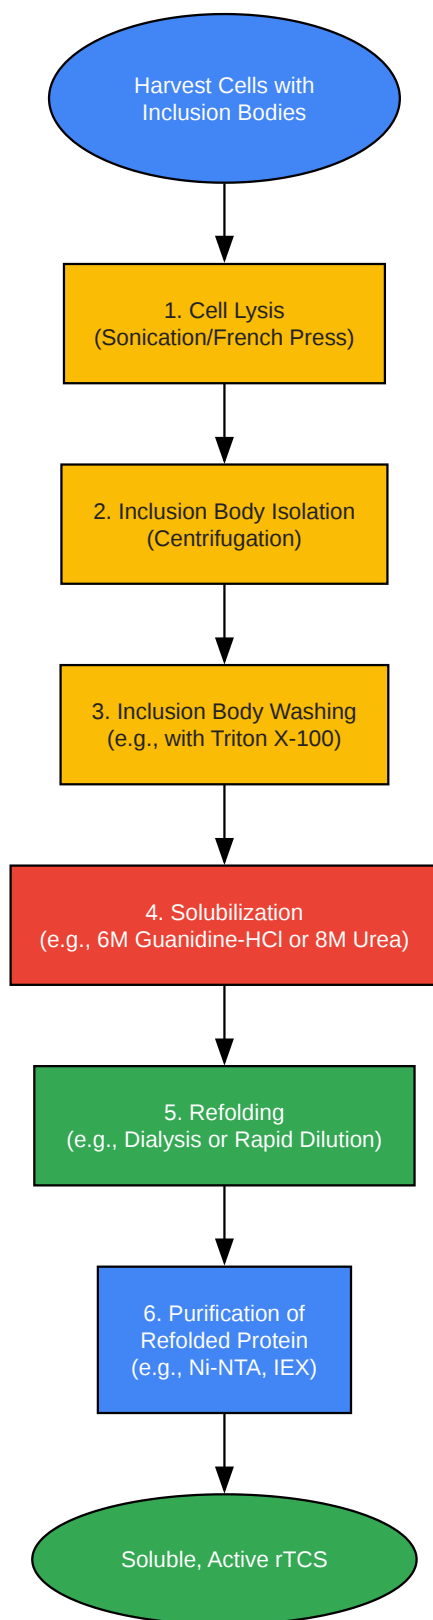 Harvest Cells with
Inclusion Bodies
1. Cell Lysis
(Sonication/French Press)
2. Inclusion Body Isolation
(Centrifugation)
3. Inclusion Body Washing
(e.g., with Triton X-100)
4. Solubilization
(e.g., 6M Guanidine-HCl or 8M Urea)
5. Refolding
(e.g., Dialysis or Rapid Dilution)
6. Purification of
Refolded Protein
(e.g., Ni-NTA, IEX)
Soluble, Active rTCS